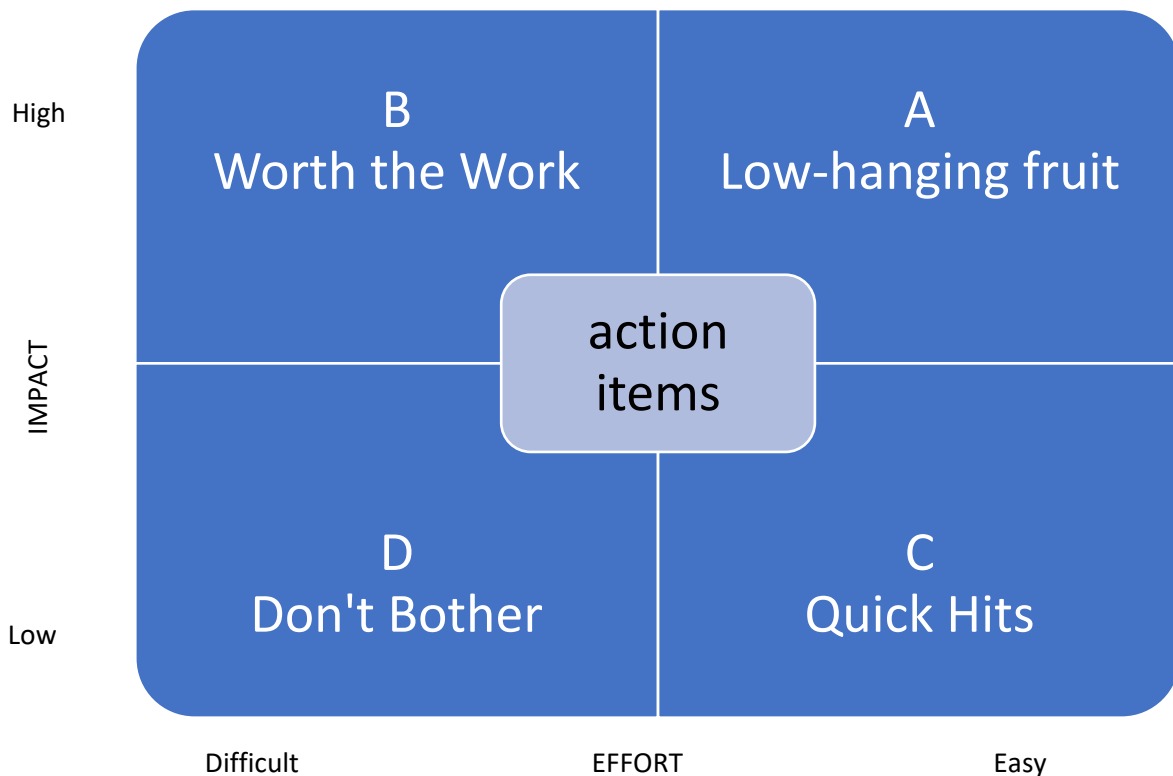 High
B
Worth the Work
A
Low-hanging fruit
IMPACT
action
items
Low
D
Don't Bother
C
Quick Hits
Difficult
EFFORT
Easy